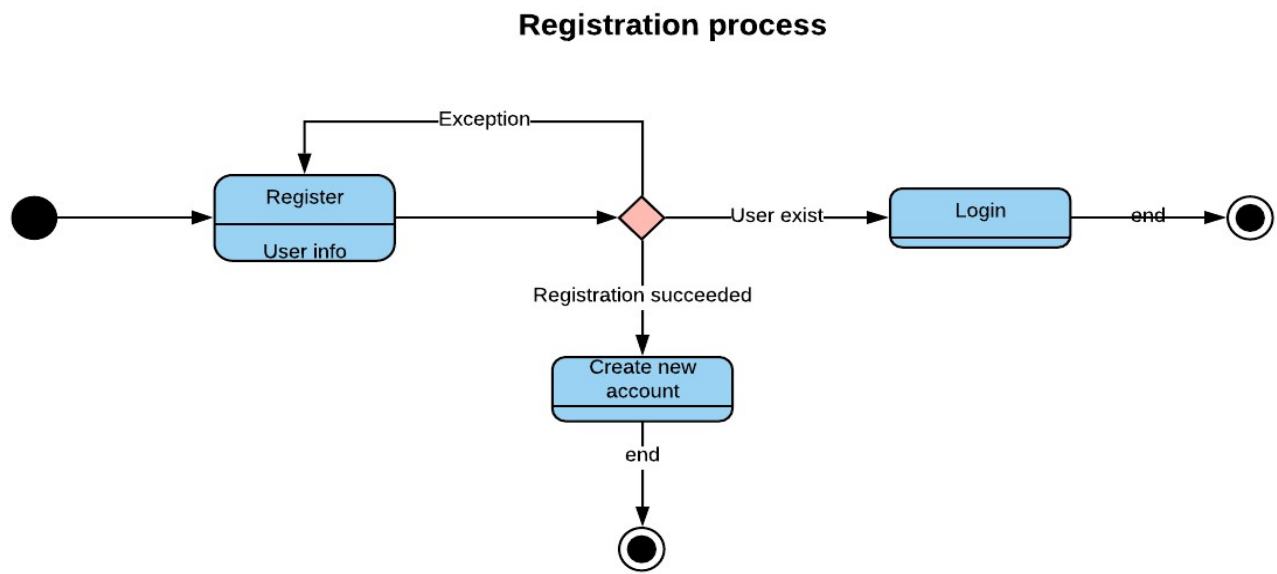 Registration process
Exception
Register
User info
User exist
Login
end
Registration succeeded
Create new
account
end